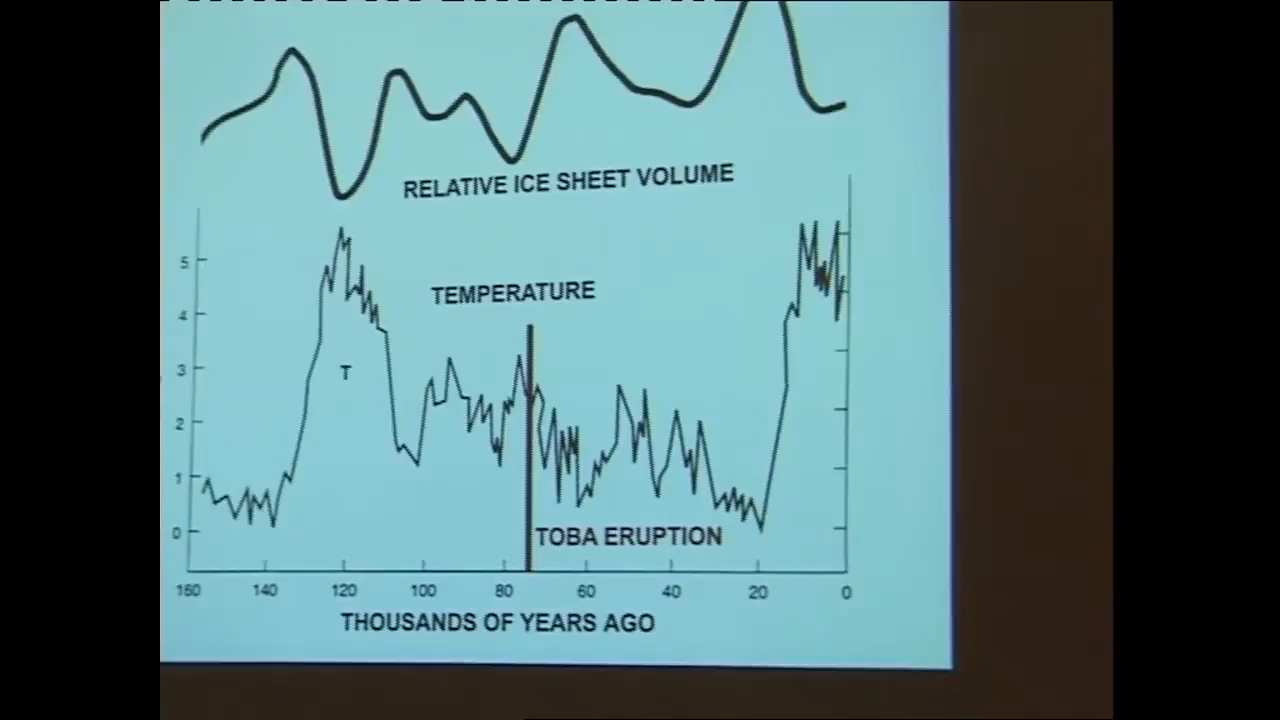 RELATIVE ICE SHEET VOLUME
TEMPERATURE
5
4
3
T
2
1
0
TOBA ERUPTION
160 140 120 100 80 60 40 20 0
THOUSANDS OF YEARS AGO